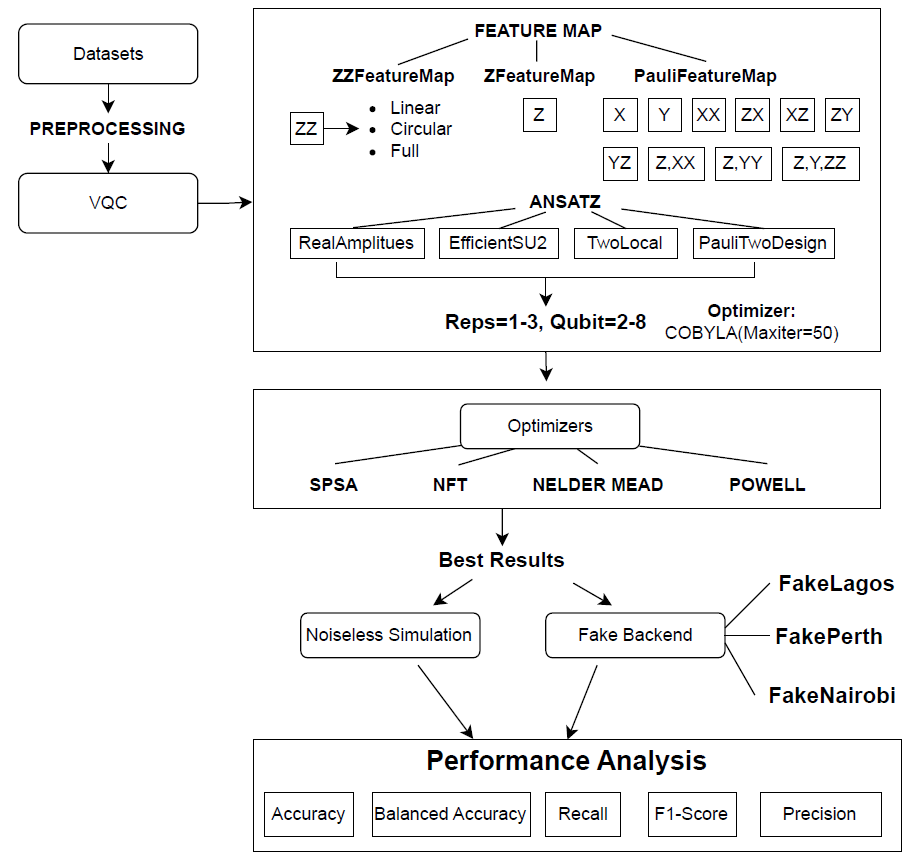 Datasets
PREPROCESSING
VQC
FEATURE MAP
ZZFeatureMap ZFeatureMap PauliFeatureMap
ZZ
Linear
Circular
Full
Z
X Y XX ZX XZ ZY
YZ Z,XX Z,YY Z,Y,ZZ
ANSATZ
RealAmplitues EfficientSU2 TwoLocal PauliTwoDesign
Reps=1-3, Qubit=2-8
Optimizer:
COBYLA(Maxiter=50)
Optimizers
SPSA NFT NELDER MEAD POWELL
Best Results
Noiseless Simulation Fake Backend
FakeLagos
FakePerth
FakeNairobi
Performance Analysis
Accuracy Balanced Accuracy Recall F1-Score Precision